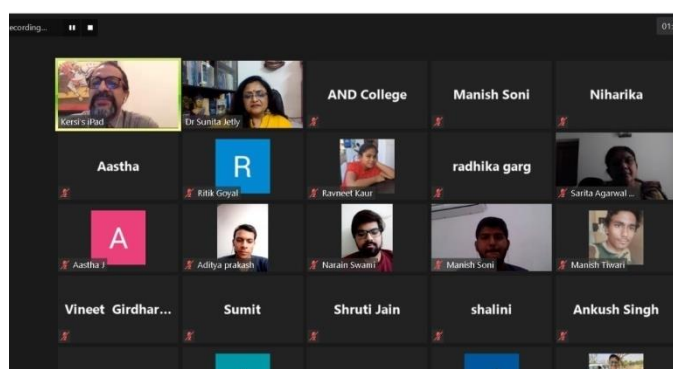 ecording...
01:
Kersi's iPad
Dr Sunita Jetly
AND College
Manish Soni
Niharika
Aastha
R
Ritik Goyal
Ravneet Kaur
radhika garg
Sarita Agarwal ...
A
Aastha J
Aditya prakash
Narain Swami
Manish Soni
Manish Tiwari
Vineet Girdhar...
Sumit
Shruti Jain
shalini
Ankush Singh